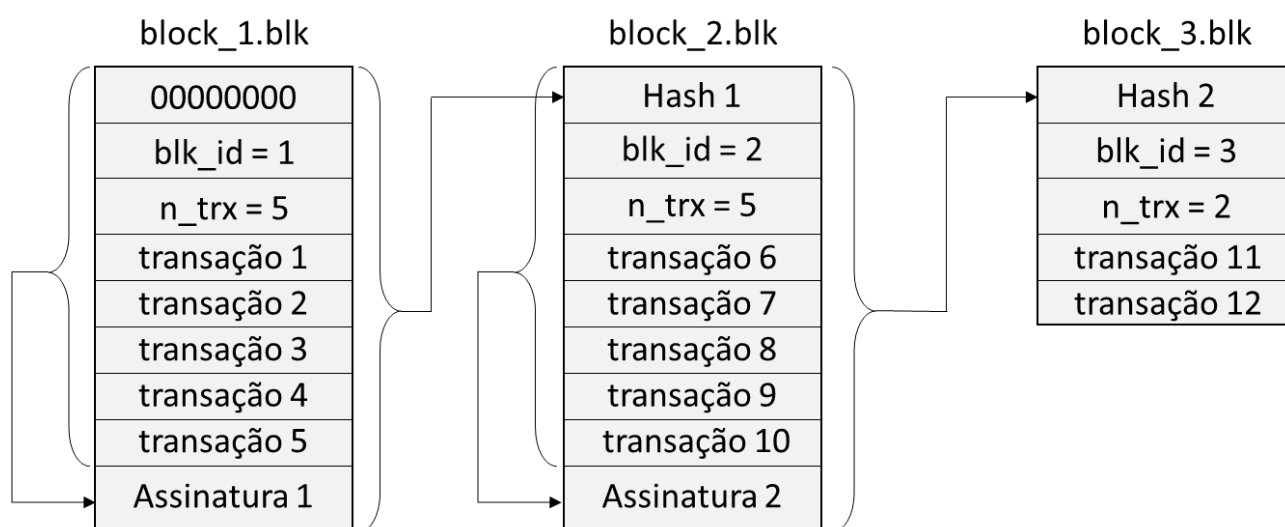 block_1.blk
00000000
blk_id = 1
n_trx = 5
transação 1
transação 2
transação 3
transação 4
transação 5
Assinatura 1
block_2.blk
Hash 1
blk_id = 2
n_trx = 5
transação 6
transação 7
transação 8
transação 9
transação 10
Assinatura 2
block_3.blk
Hash 2
blk_id = 3
n_trx = 2
transação 11
transação 12